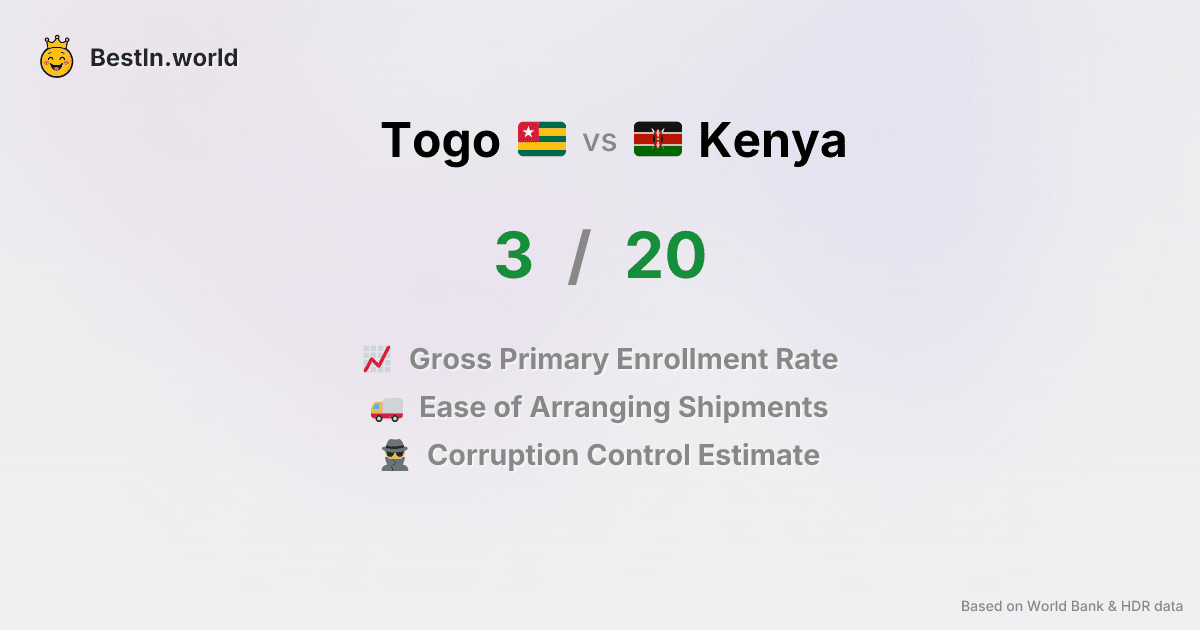 BestIn.world
Togo vs Kenya
3 / 20
Gross Primary Enrollment Rate
Ease of Arranging Shipments
Corruption Control Estimate
Based on World Bank & HDR data